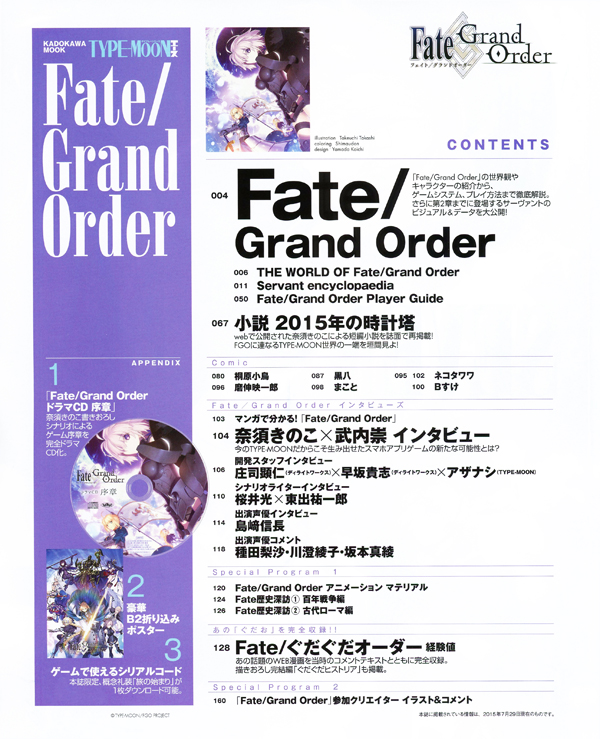 KADOKAWA
MOOK
TYPE-MOONエース
Fate/
Grand
Order
Fate Grand Order
フェイト/グランドオーダー
illustration Takeuchi Takashi
coloring Shimaudon
design Yamada Koichi
CONTENTS
004
Fate/
Grand Order
「Fate/Grand Order」の世界観や
キャラクターの紹介から、
ゲームシステム、プレイ方法まで徹底解説。
さらに第2章までに登場するサーヴァントの
ビジュアル＆データを大公開!
006 THE WORLD OF Fate/Grand Order
011 Servant encyclopaedia
050 Fate/Grand Order Player Guide
067 小説 2015年の時計塔
webで公開された奈須きのこによる短編小説を誌面で再掲載!
FGOに連なるTYPE-MOON世界の一端を垣間見よ!
Comic
080 桐原小鳥 087 黒八 095 102 ネコタワワ
096 磨伸映一郎 098 まこと 100 Bすけ
Fate/Grand Order インタビューズ
103 マンガで分かる!「Fate/Grand Order」
104 奈須きのこ×武内崇 インタビュー
今のTYPE-MOONだからこそ生み出せたスマホアプリゲームの新たな可能性とは?
開発スタッフインタビュー
106 庄司顕仁(ディライトワークス)×早坂貴志(ディライトワークス)×アザナシ(TYPE-MOON)
シナリオライターインタビュー
110 桜井光×東出祐一郎
出演声優インタビュー
114 島﨑信長
出演声優コメント
118 種田梨沙・川澄綾子・坂本真綾
Special Program 1
120 Fate/Grand Order アニメーション マテリアル
124 Fate歴史深訪① 百年戦争編
126 Fate歴史深訪② 古代ローマ編
あの「ぐだお」を完全収録!!
128 Fate/ぐだぐだオーダー 経験値
あの話題のWEB漫画を当時のコメントテキストとともに完全収録。
描きおろし完結編「ぐだぐだヒストリア」も掲載。
Special Program 2
160 「Fate/Grand Order」参加クリエイター イラスト＆コメント
本誌に掲載されている情報は、2015年7月29日現在のものです。
APPENDIX
1
「Fate/Grand Order
ドラマCD 序章」
奈須きのこ書きおろし
シナリオによる
ゲーム序章を
完全ドラマ
CD化。
Fate Grand Order
ドラマCD 序章
2
豪華
B2折り込み
ポスター
3
ゲームで使えるシリアルコード
本誌限定、概念礼装「旅の始まり」が
1枚ダウンロード可能。
©TYPE-MOON / FGO PROJECT